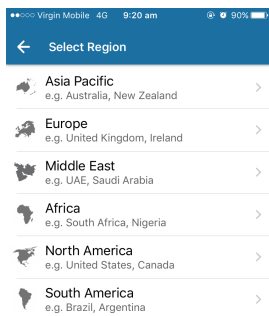 Virgin Mobile 4G 9:20 am 90%
Select Region
Asia Pacific
e.g. Australia, New Zealand
Europe
e.g. United Kingdom, Ireland
Middle East
e.g. UAE, Saudi Arabia
Africa
e.g. South Africa, Nigeria
North America
e.g. United States, Canada
South America
e.g. Brazil, Argentina